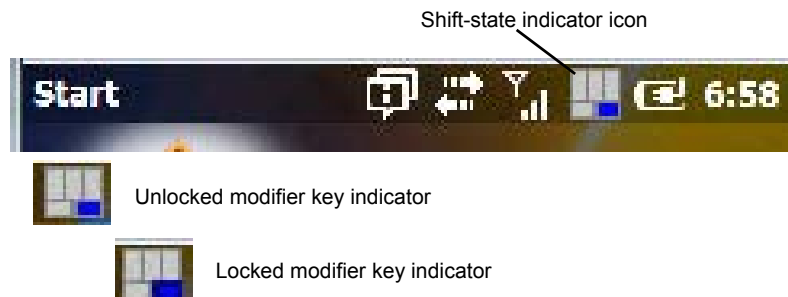 Shift-state indicator icon
Start 6:58
Unlocked modifier key indicator
Locked modifier key indicator